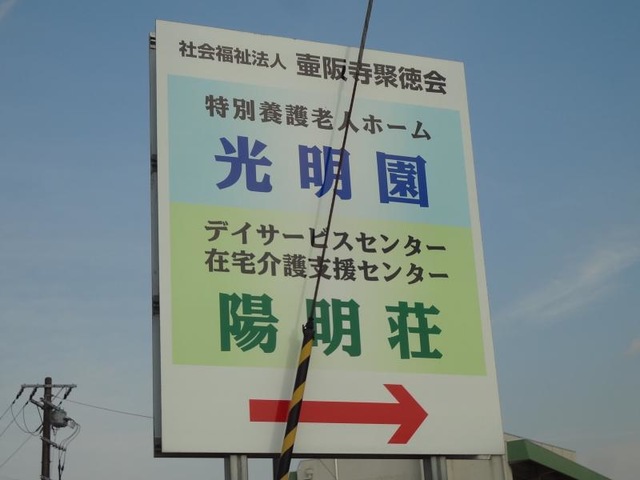 社会福祉法人 壷阪寺聚徳会
特別養護老人ホーム
光明園
デイサービスセンター
在宅介護支援センター
陽明荘